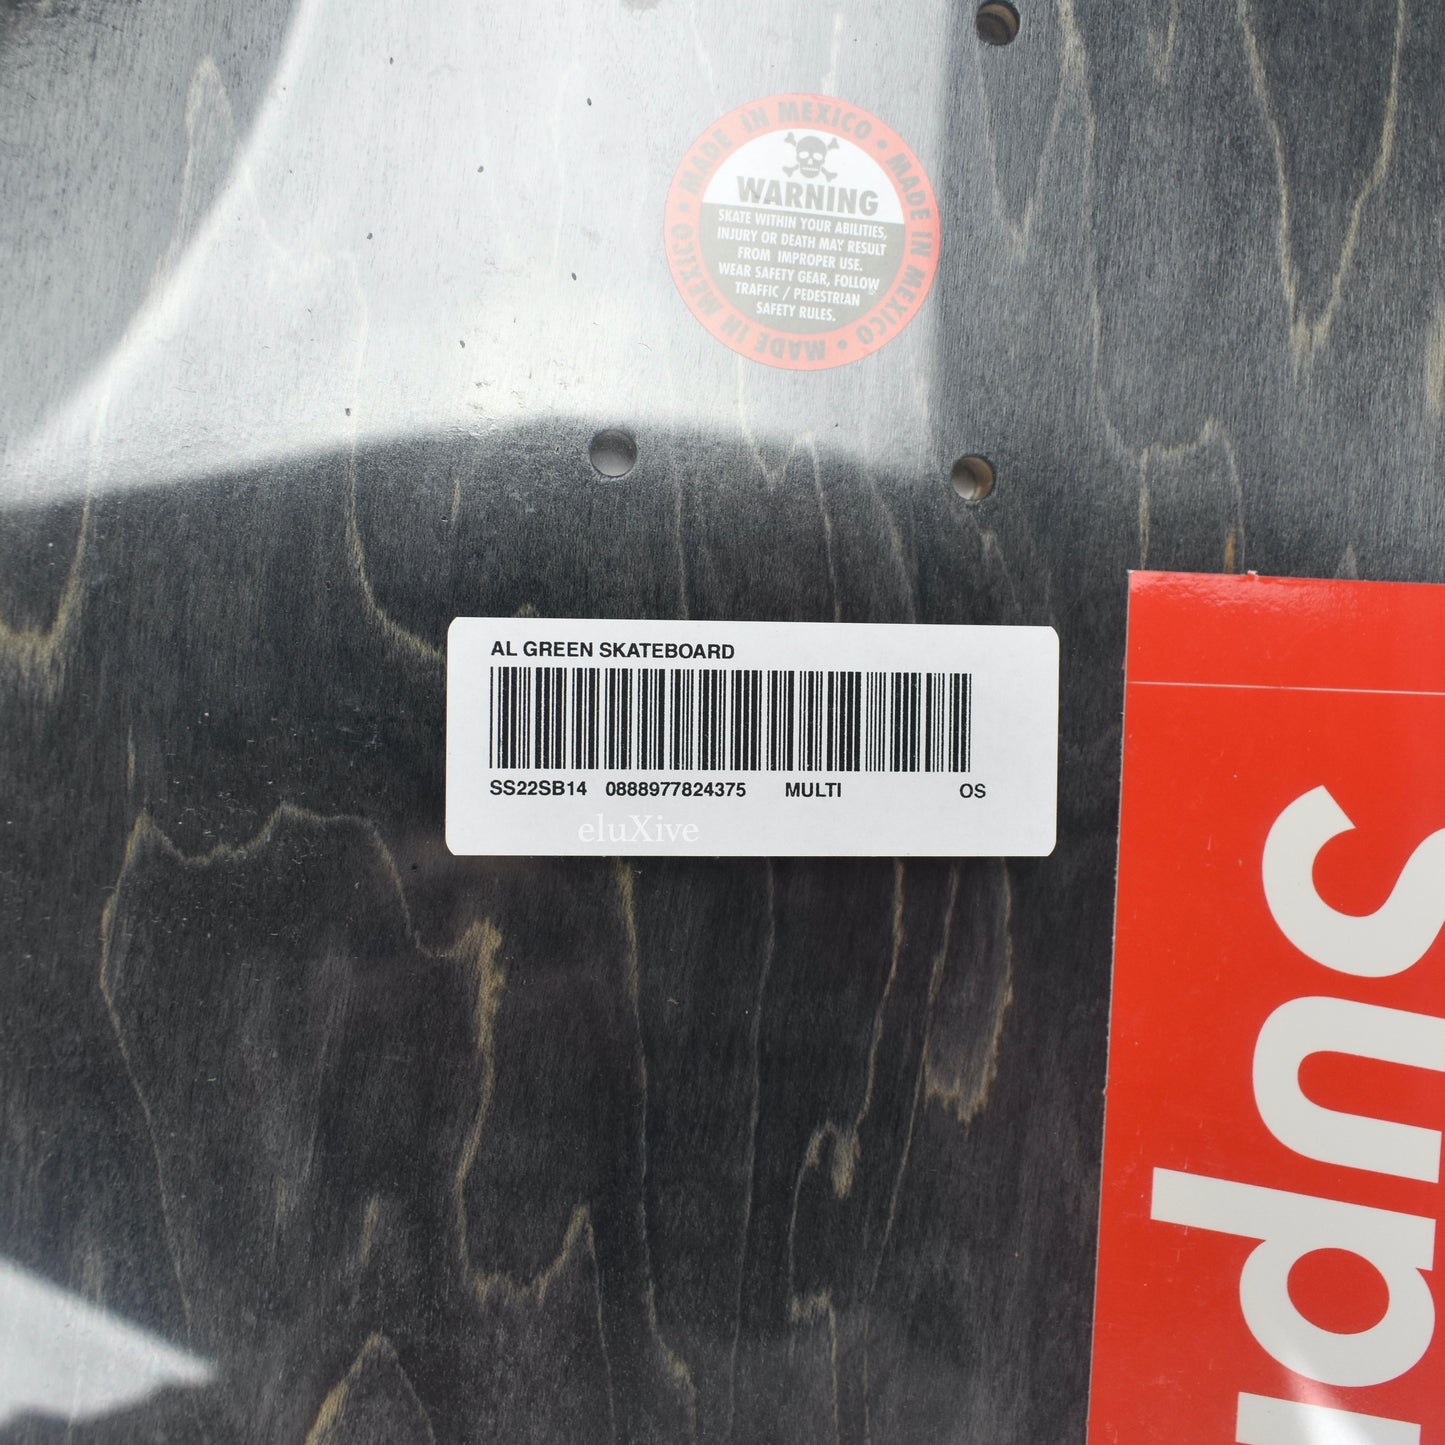 MADE IN MEXICO • MADE IN MEXICO • MADE IN MEXICO •
WARNING
SKATE WITHIN YOUR ABILITIES,
INJURY OR DEATH MAY RESULT
FROM IMPROPER USE.
WEAR SAFETY GEAR, FOLLOW
TRAFFIC / PEDESTRIAN
SAFETY RULES.
AL GREEN SKATEBOARD
SS22SB14 0888977824375 MULTI OS
eluXive
Sup